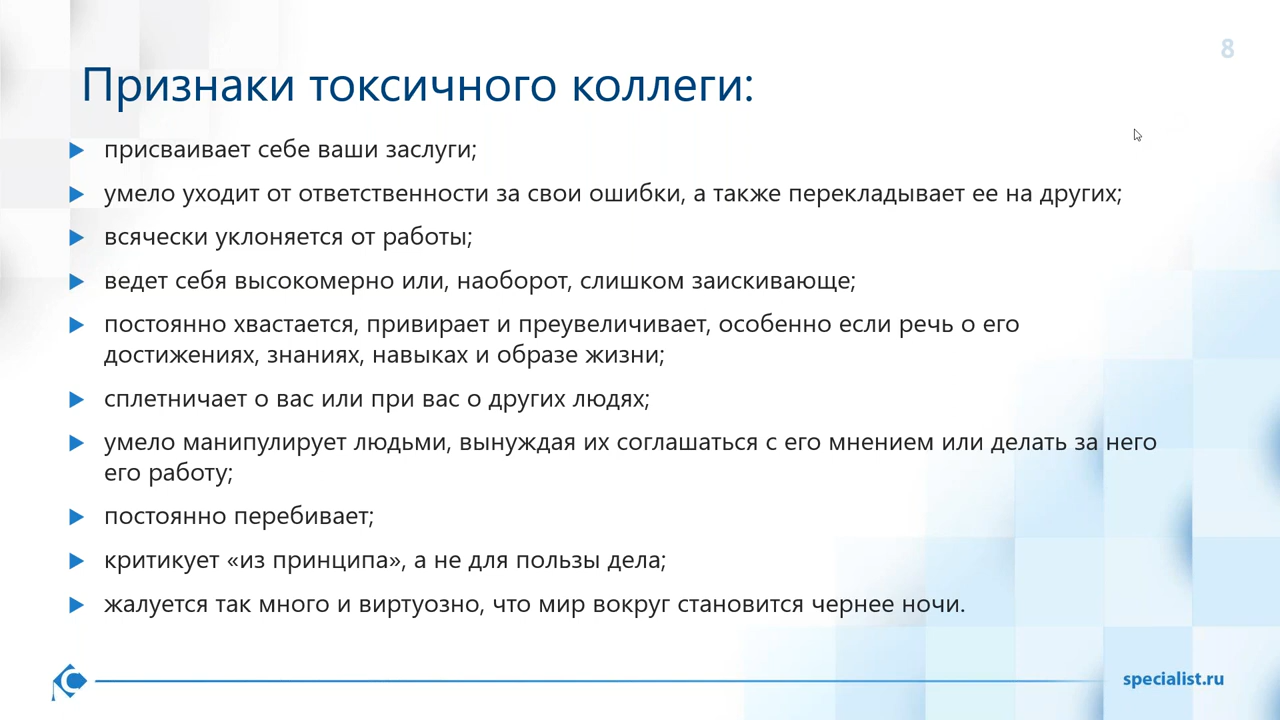 8
Признаки токсичного коллеги:
присваивает себе ваши заслуги;
умело уходит от ответственности за свои ошибки, а также перекладывает ее на других;
всячески уклоняется от работы;
ведет себя высокомерно или, наоборот, слишком заискивающе;
постоянно хвастается, привирает и преувеличивает, особенно если речь о его
достижениях, знаниях, навыках и образе жизни;
сплетничает о вас или при вас о других людях;
умело манипулирует людьми, вынуждая их соглашаться с его мнением или делать за него
его работу;
постоянно перебивает;
критикует «из принципа», а не для пользы дела;
жалуется так много и виртуозно, что мир вокруг становится чернее ночи.
specialist.ru